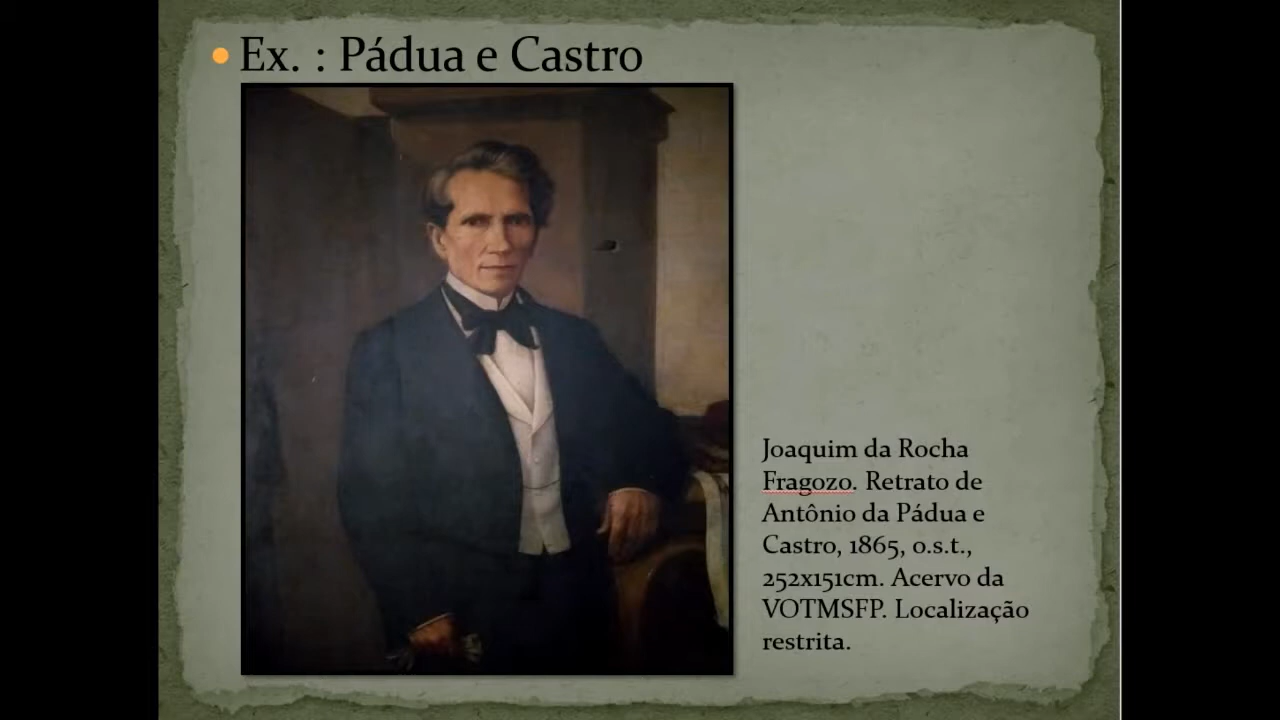 Ex. : Pádua e Castro
Joaquim da Rocha
Fragozo. Retrato de
Antônio da Pádua e
Castro, 1865, o.s.t.,
252x151cm. Acervo da
VOTMSFP. Localização
restrita.